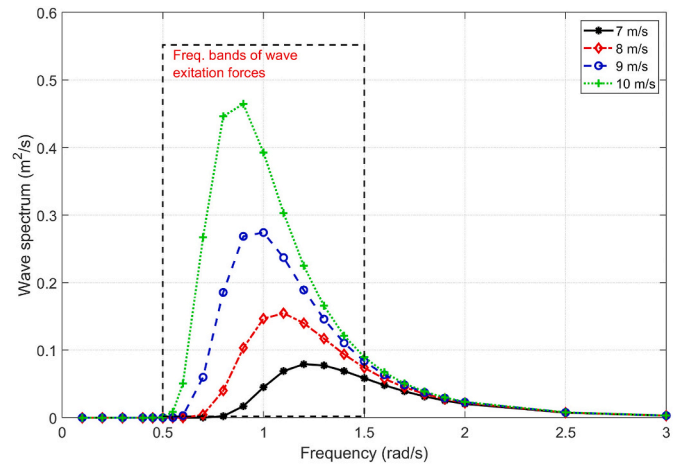 0.6
0.5
0.4
0.3
0.2
0.1
0
Wave spectrum (m²/s)
Freq. bands of wave
exitation forces
7 m/s
8 m/s
9 m/s
10 m/s
0
0.5
1
1.5
2
2.5
3
Frequency (rad/s)